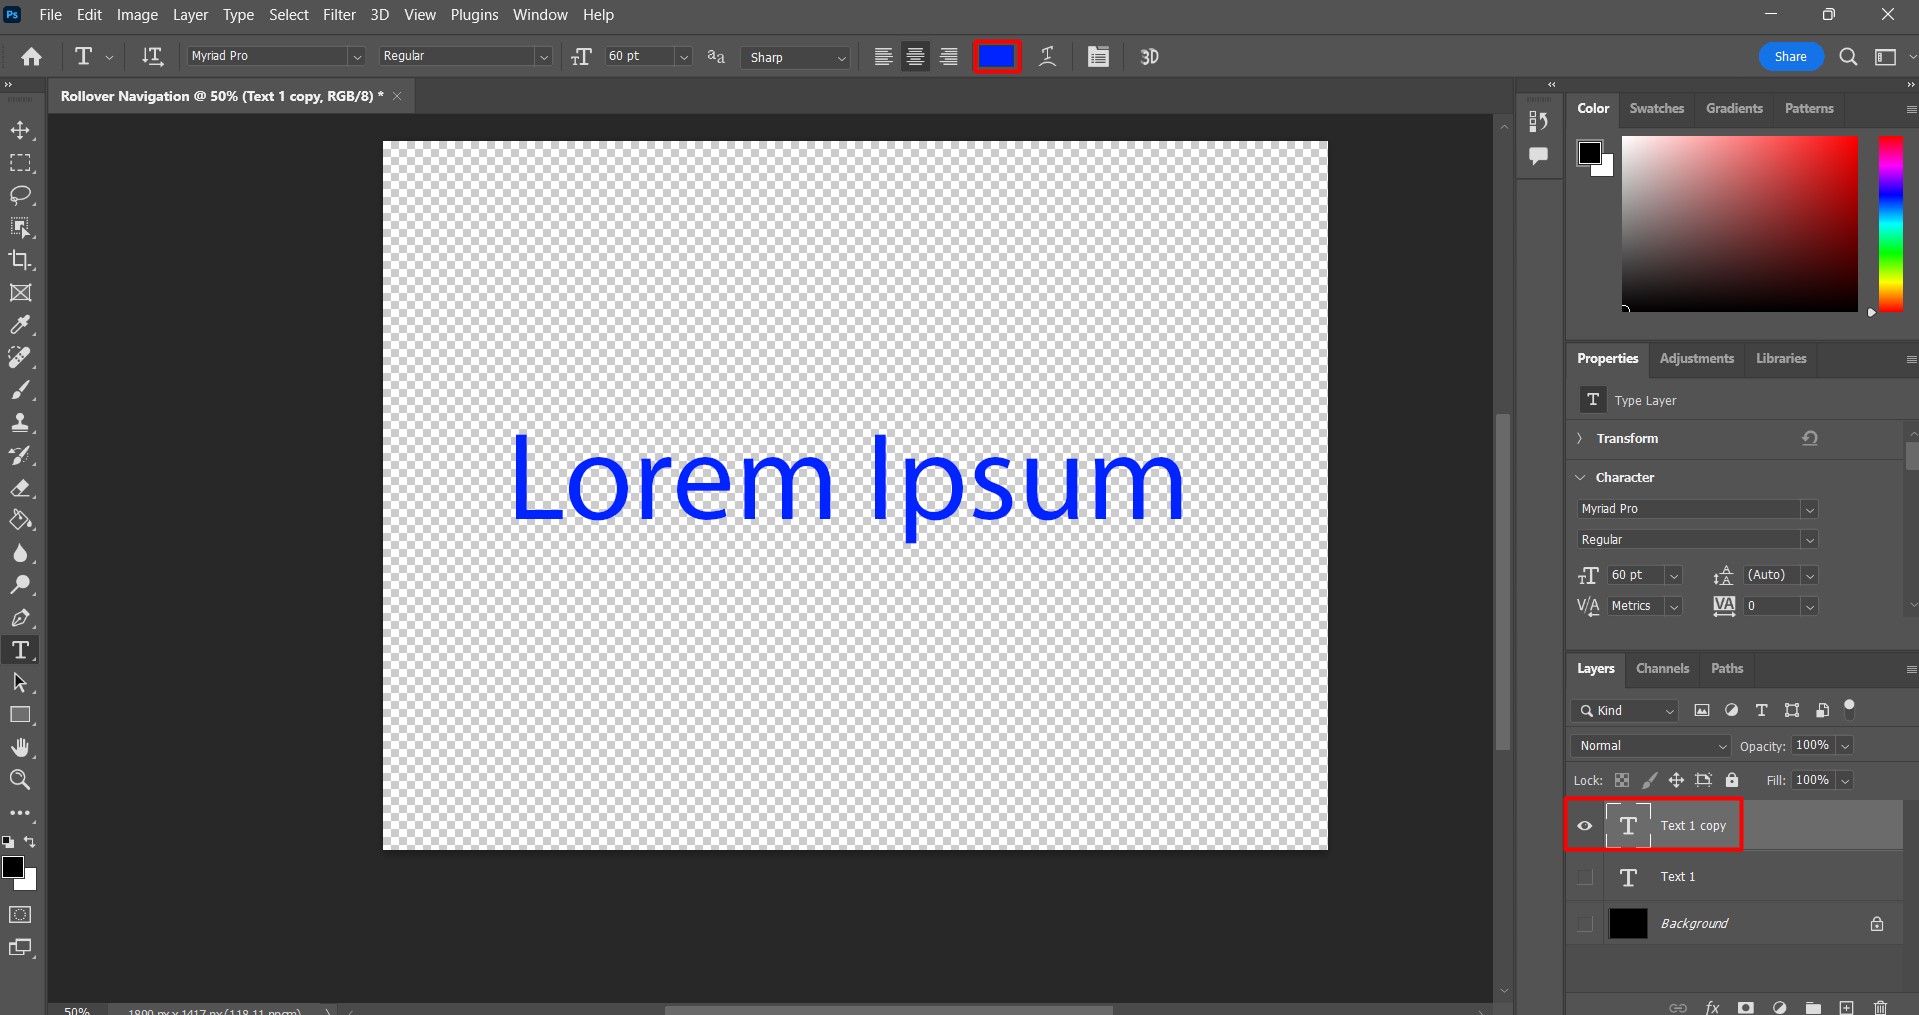 Ps File Edit Image Layer Type Select Filter 3D View Plugins Window Help
T Myriad Pro Regular 60 pt aa Sharp 3D Share
Rollover Navigation @ 50% (Text 1 copy, RGB/8) *
Color Swatches Gradients Patterns
Lorem Ipsum
Properties Adjustments Libraries
T Type Layer
Transform
Character
Myriad Pro
Regular
60 pt (Auto)
Metrics 0
Layers Channels Paths
Kind
Normal Opacity: 100%
Lock: Fill: 100%
T Text 1 copy
T Text 1
Background
50% 1890 px x 1417 px (118.11 ppcm)
fx